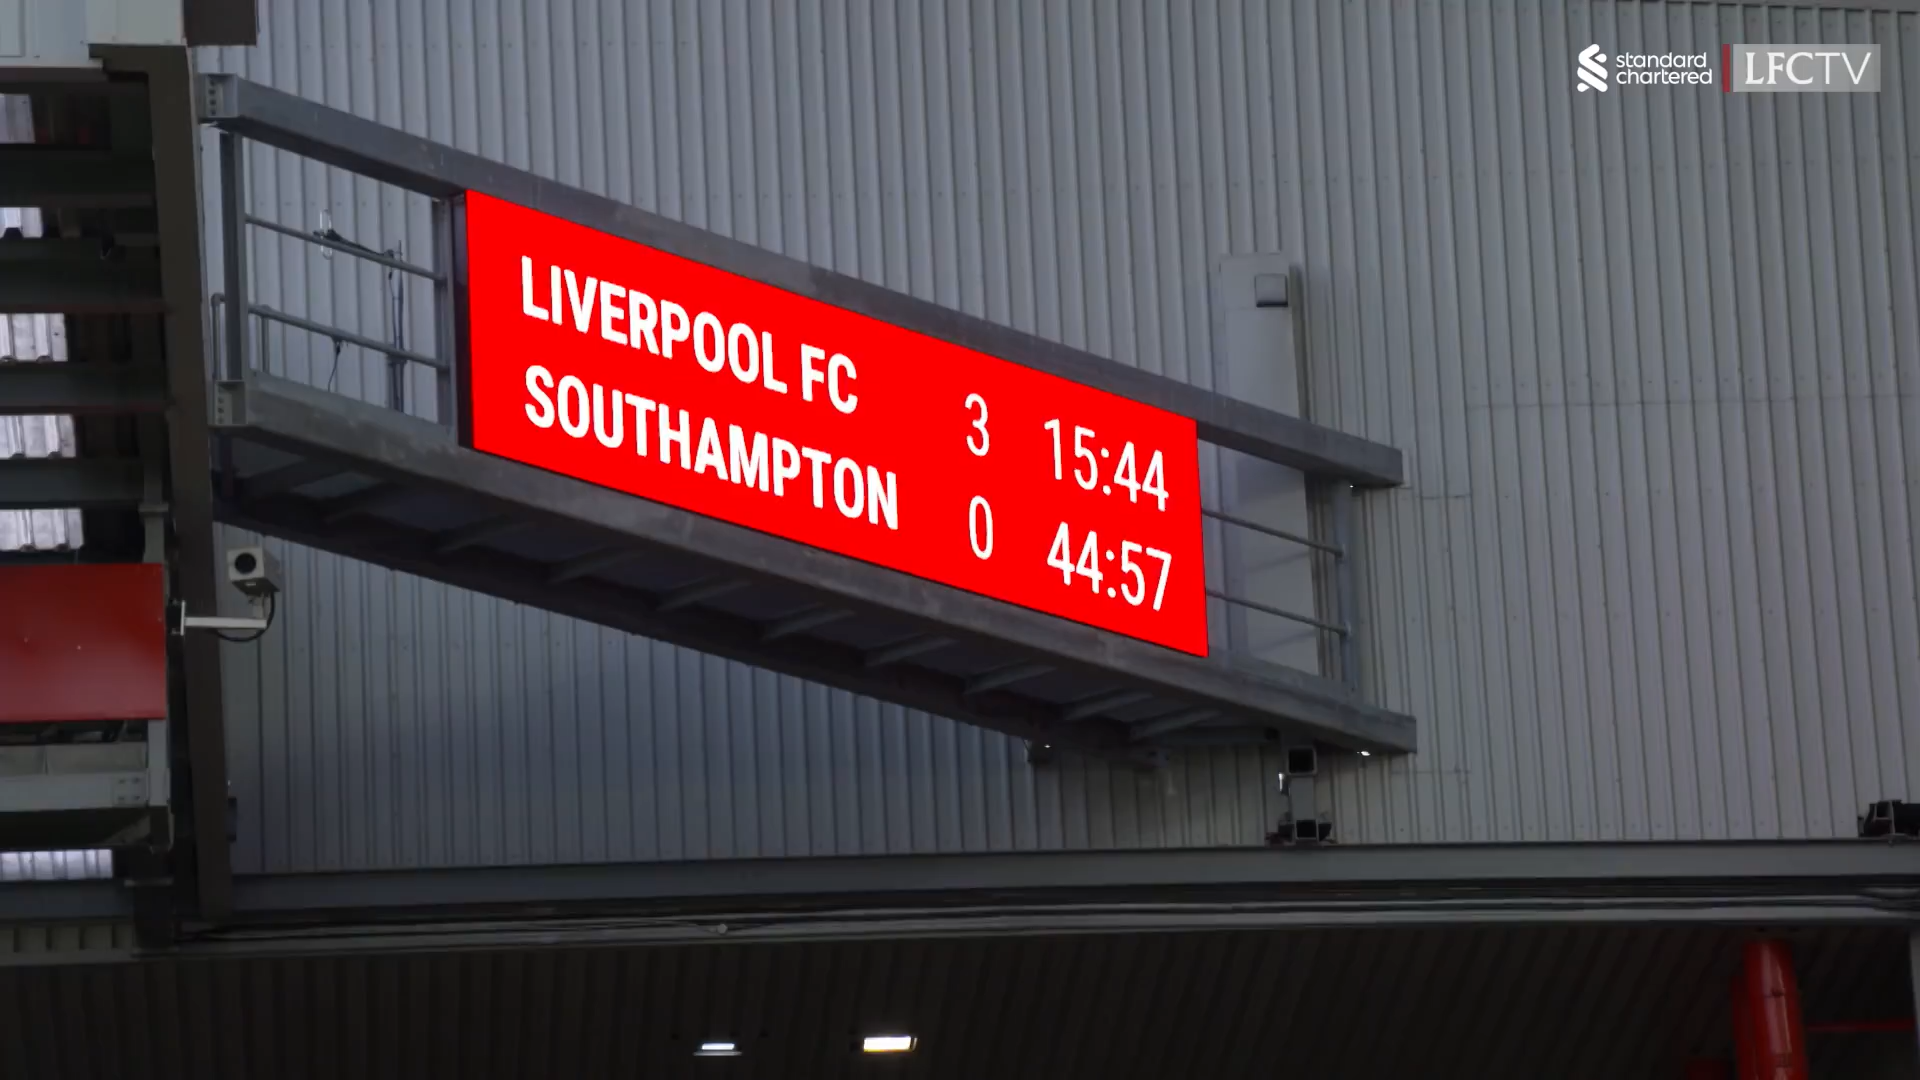 standard
chartered
LFCTV
LIVERPOOL FC 3 15:44
SOUTHAMPTON 0 44:57